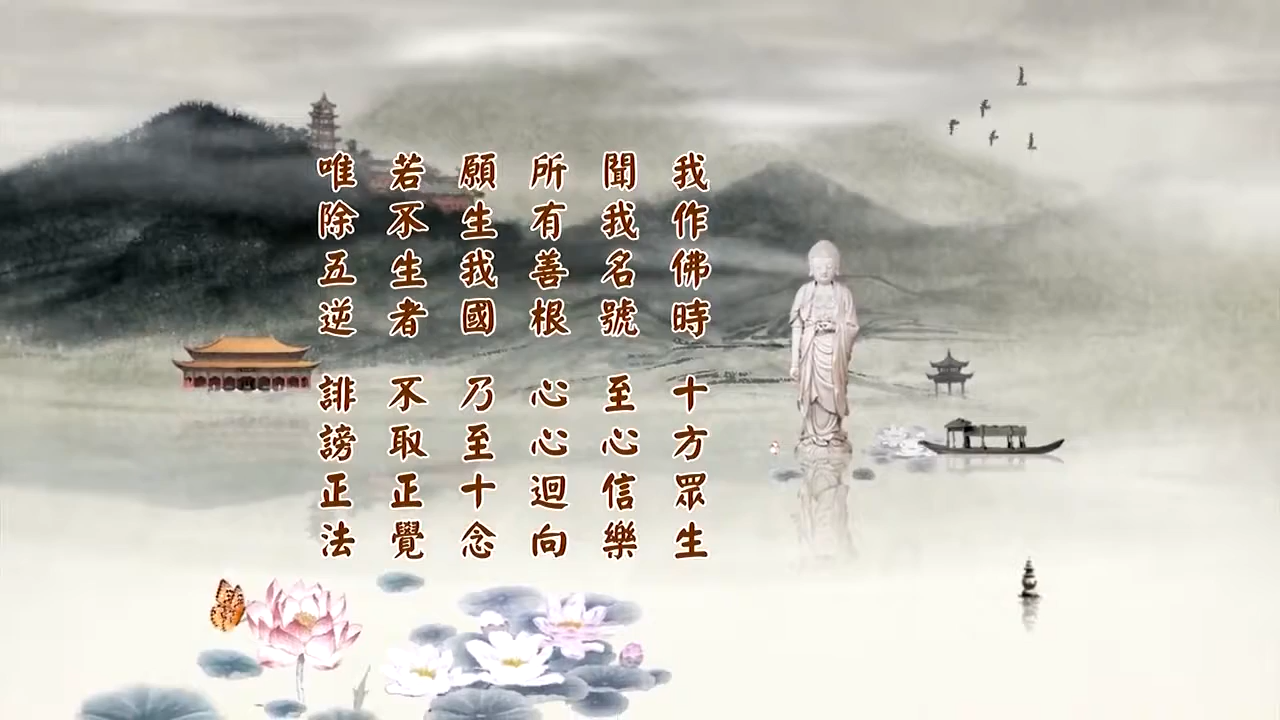 我作佛時 十方眾生
聞我名號 至心信樂
所有善根 心心迴向
願生我國 乃至十念
若不生者 不取正覺
唯除五逆 誹謗正法